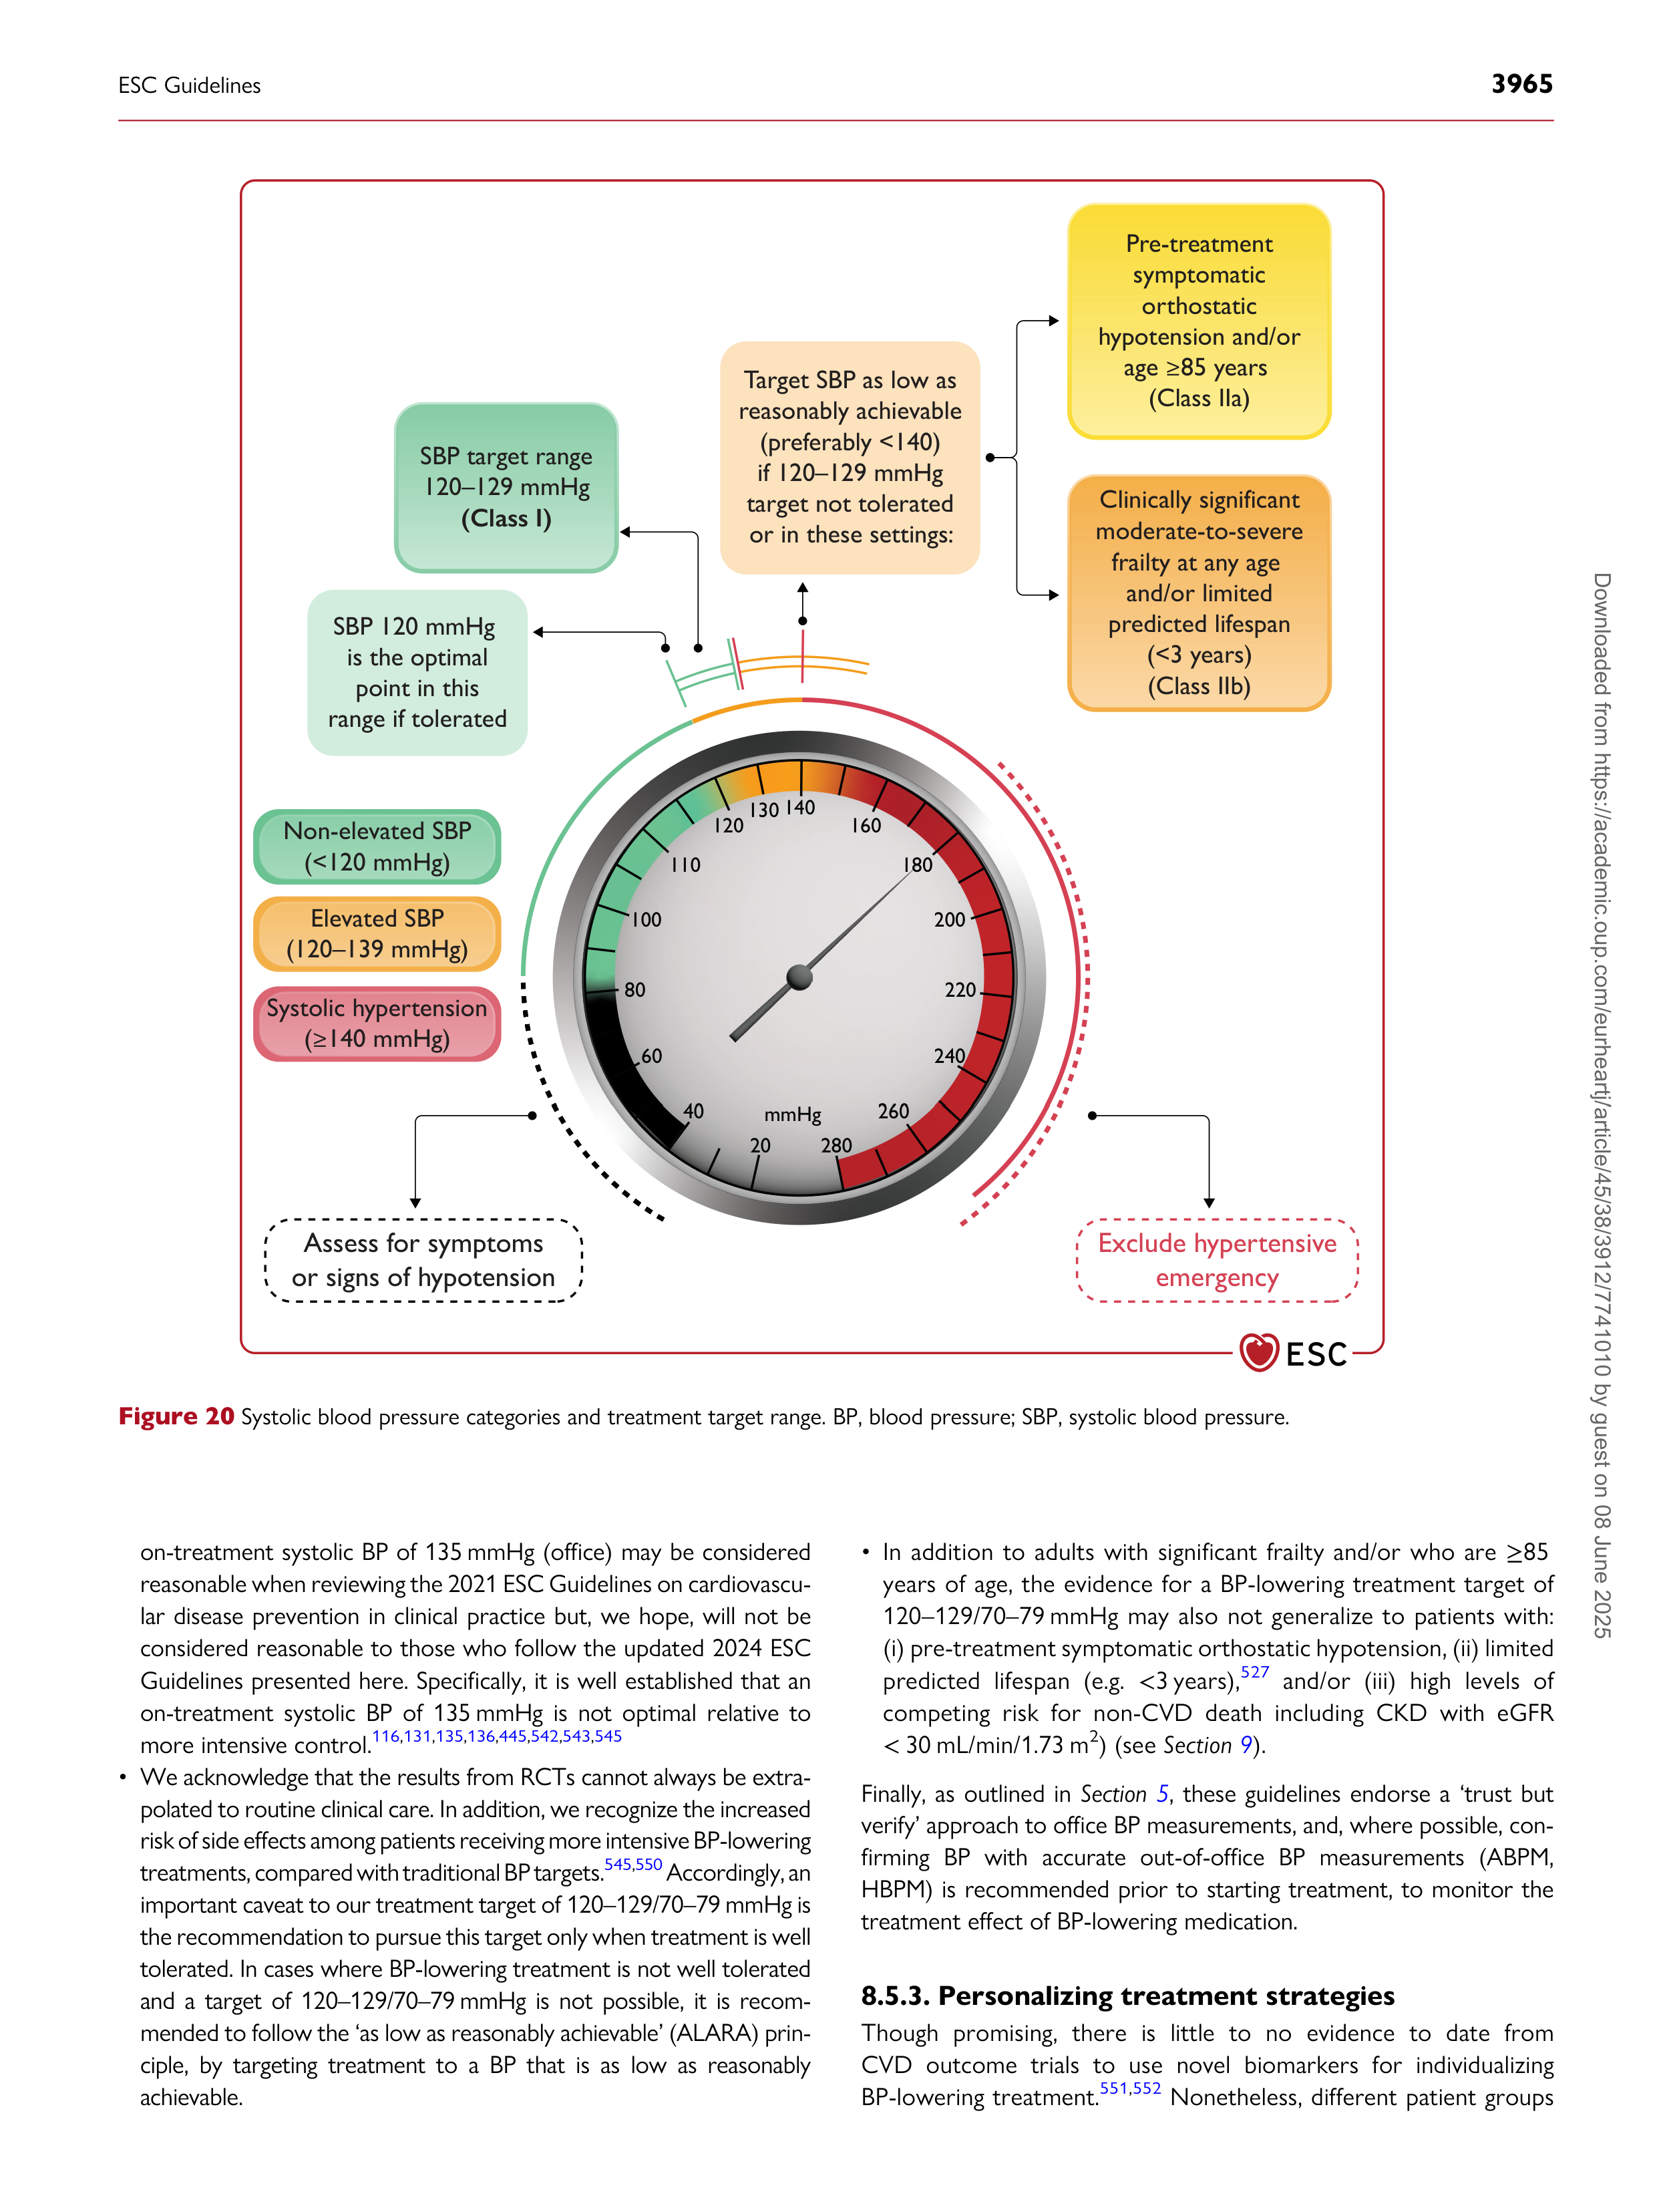 ESC Guidelines
3965
Pre-treatment
symptomatic
orthostatic
hypotension and/or
age ≥85 years
(Class IIa)
Target SBP as low as
reasonably achievable
(preferably <140)
if 120–129 mmHg
target not tolerated
or in these settings:
SBP target range
120–129 mmHg
(Class I)
Clinically significant
moderate-to-severe
frailty at any age
and/or limited
predicted lifespan
(<3 years)
(Class IIb)
SBP 120 mmHg
is the optimal
point in this
range if tolerated
Non-elevated SBP
(<120 mmHg)
Elevated SBP
(120–139 mmHg)
Systolic hypertension
(≥140 mmHg)
130 140
120
160
110
180
100
200
80
220
60
240
40
mmHg
260
20
280
Assess for symptoms
or signs of hypotension
Exclude hypertensive
emergency
ESC
Figure 20 Systolic blood pressure categories and treatment target range. BP, blood pressure; SBP, systolic blood pressure.
on-treatment systolic BP of 135 mmHg (office) may be considered
reasonable when reviewing the 2021 ESC Guidelines on cardiovascu-
lar disease prevention in clinical practice but, we hope, will not be
considered reasonable to those who follow the updated 2024 ESC
Guidelines presented here. Specifically, it is well established that an
on-treatment systolic BP of 135 mmHg is not optimal relative to
more intensive control.116,131,135,136,445,542,543,545
• We acknowledge that the results from RCTs cannot always be extra-
polated to routine clinical care. In addition, we recognize the increased
risk of side effects among patients receiving more intensive BP-lowering
treatments, compared with traditional BP targets.545,550 Accordingly, an
important caveat to our treatment target of 120–129/70–79 mmHg is
the recommendation to pursue this target only when treatment is well
tolerated. In cases where BP-lowering treatment is not well tolerated
and a target of 120–129/70–79 mmHg is not possible, it is recom-
mended to follow the ‘as low as reasonably achievable’ (ALARA) prin-
ciple, by targeting treatment to a BP that is as low as reasonably
achievable.
• In addition to adults with significant frailty and/or who are ≥85
years of age, the evidence for a BP-lowering treatment target of
120–129/70–79 mmHg may also not generalize to patients with:
(i) pre-treatment symptomatic orthostatic hypotension, (ii) limited
predicted lifespan (e.g. <3 years),527 and/or (iii) high levels of
competing risk for non-CVD death including CKD with eGFR
< 30 mL/min/1.73 m2) (see Section 9).
Finally, as outlined in Section 5, these guidelines endorse a ‘trust but
verify’ approach to office BP measurements, and, where possible, con-
firming BP with accurate out-of-office BP measurements (ABPM,
HBPM) is recommended prior to starting treatment, to monitor the
treatment effect of BP-lowering medication.
8.5.3. Personalizing treatment strategies
Though promising, there is little to no evidence to date from
CVD outcome trials to use novel biomarkers for individualizing
BP-lowering treatment.551,552 Nonetheless, different patient groups
Downloaded from https://academic.oup.com/eurheartj/article/45/38/3912/7741010 by guest on 08 June 2025